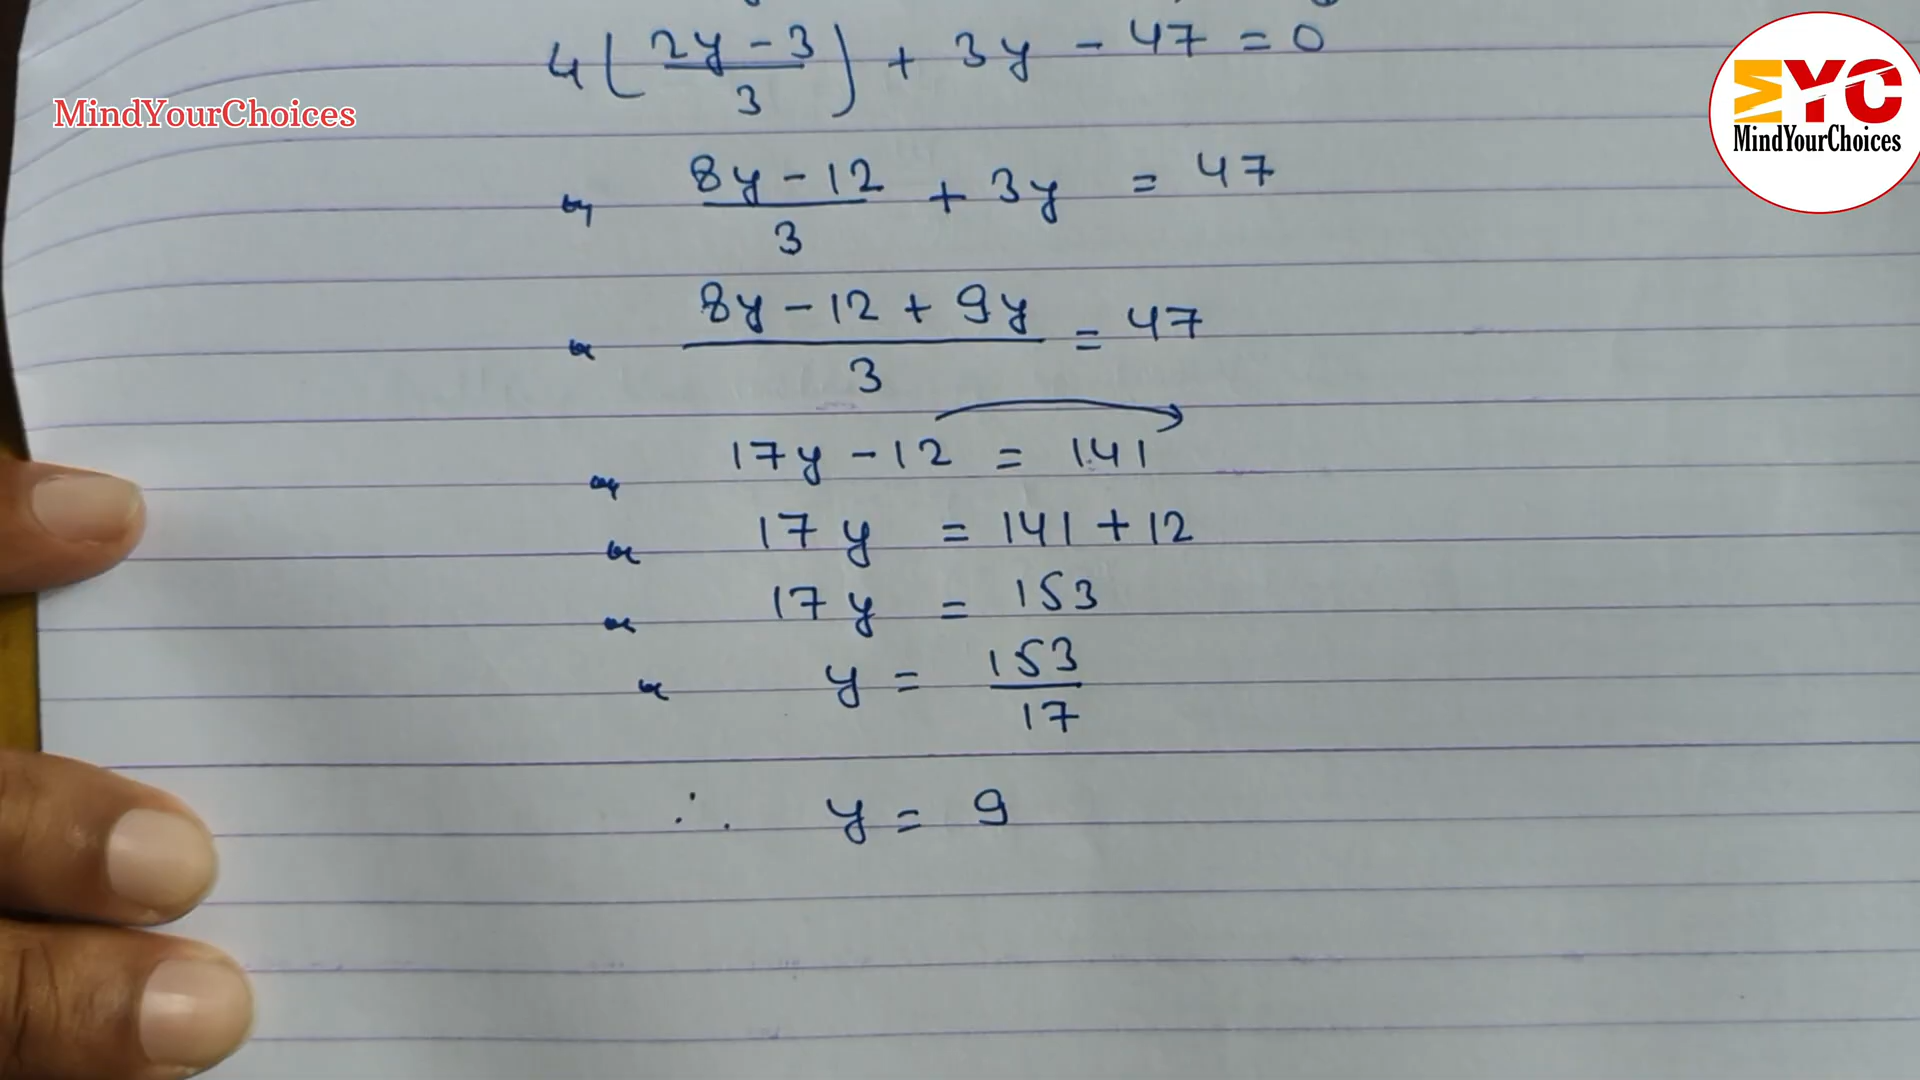 4(2y-3/3) + 3y - 47 = 0
MindYourChoices
MYC
MindYourChoices
or 8y-12/3 + 3y = 47
or 8y-12+9y/3 = 47
or 17y-12 = 141
or 17y = 141+12
or 17y = 153
or y = 153/17
∴ y = 9